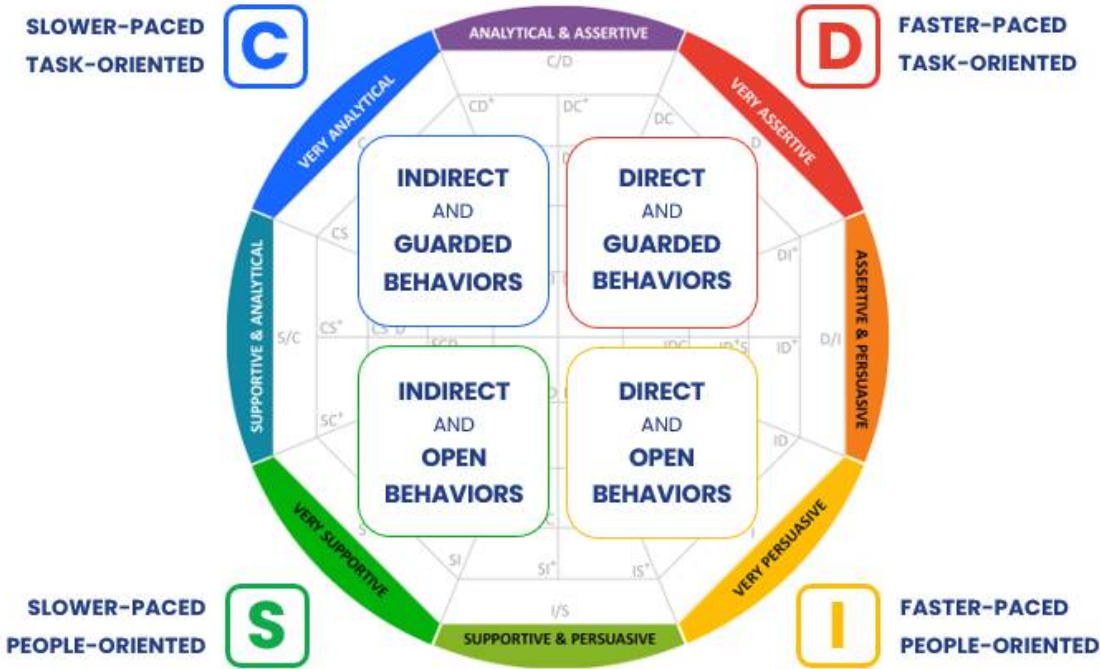 SLOWER-PACED
TASK-ORIENTED
C
D
FASTER-PACED
TASK-ORIENTED
ANALYTICAL & ASSERTIVE
C/D
VERY ANALYTICAL
VERY ASSERTIVE
CD+
DC+
DC
D
INDIRECT
AND
GUARDED
BEHAVIORS
DIRECT
AND
GUARDED
BEHAVIORS
CS
DI+
SUPPORTIVE & ANALYTICAL
ASSERTIVE & PERSUASIVE
S/C
CS+
ID+
D/I
INDIRECT
AND
OPEN
BEHAVIORS
DIRECT
AND
OPEN
BEHAVIORS
SC+
ID
VERY SUPPORTIVE
VERY PERSUASIVE
S
I
SI
SI+
IS+
I/S
SUPPORTIVE & PERSUASIVE
SLOWER-PACED
PEOPLE-ORIENTED
S
I
FASTER-PACED
PEOPLE-ORIENTED